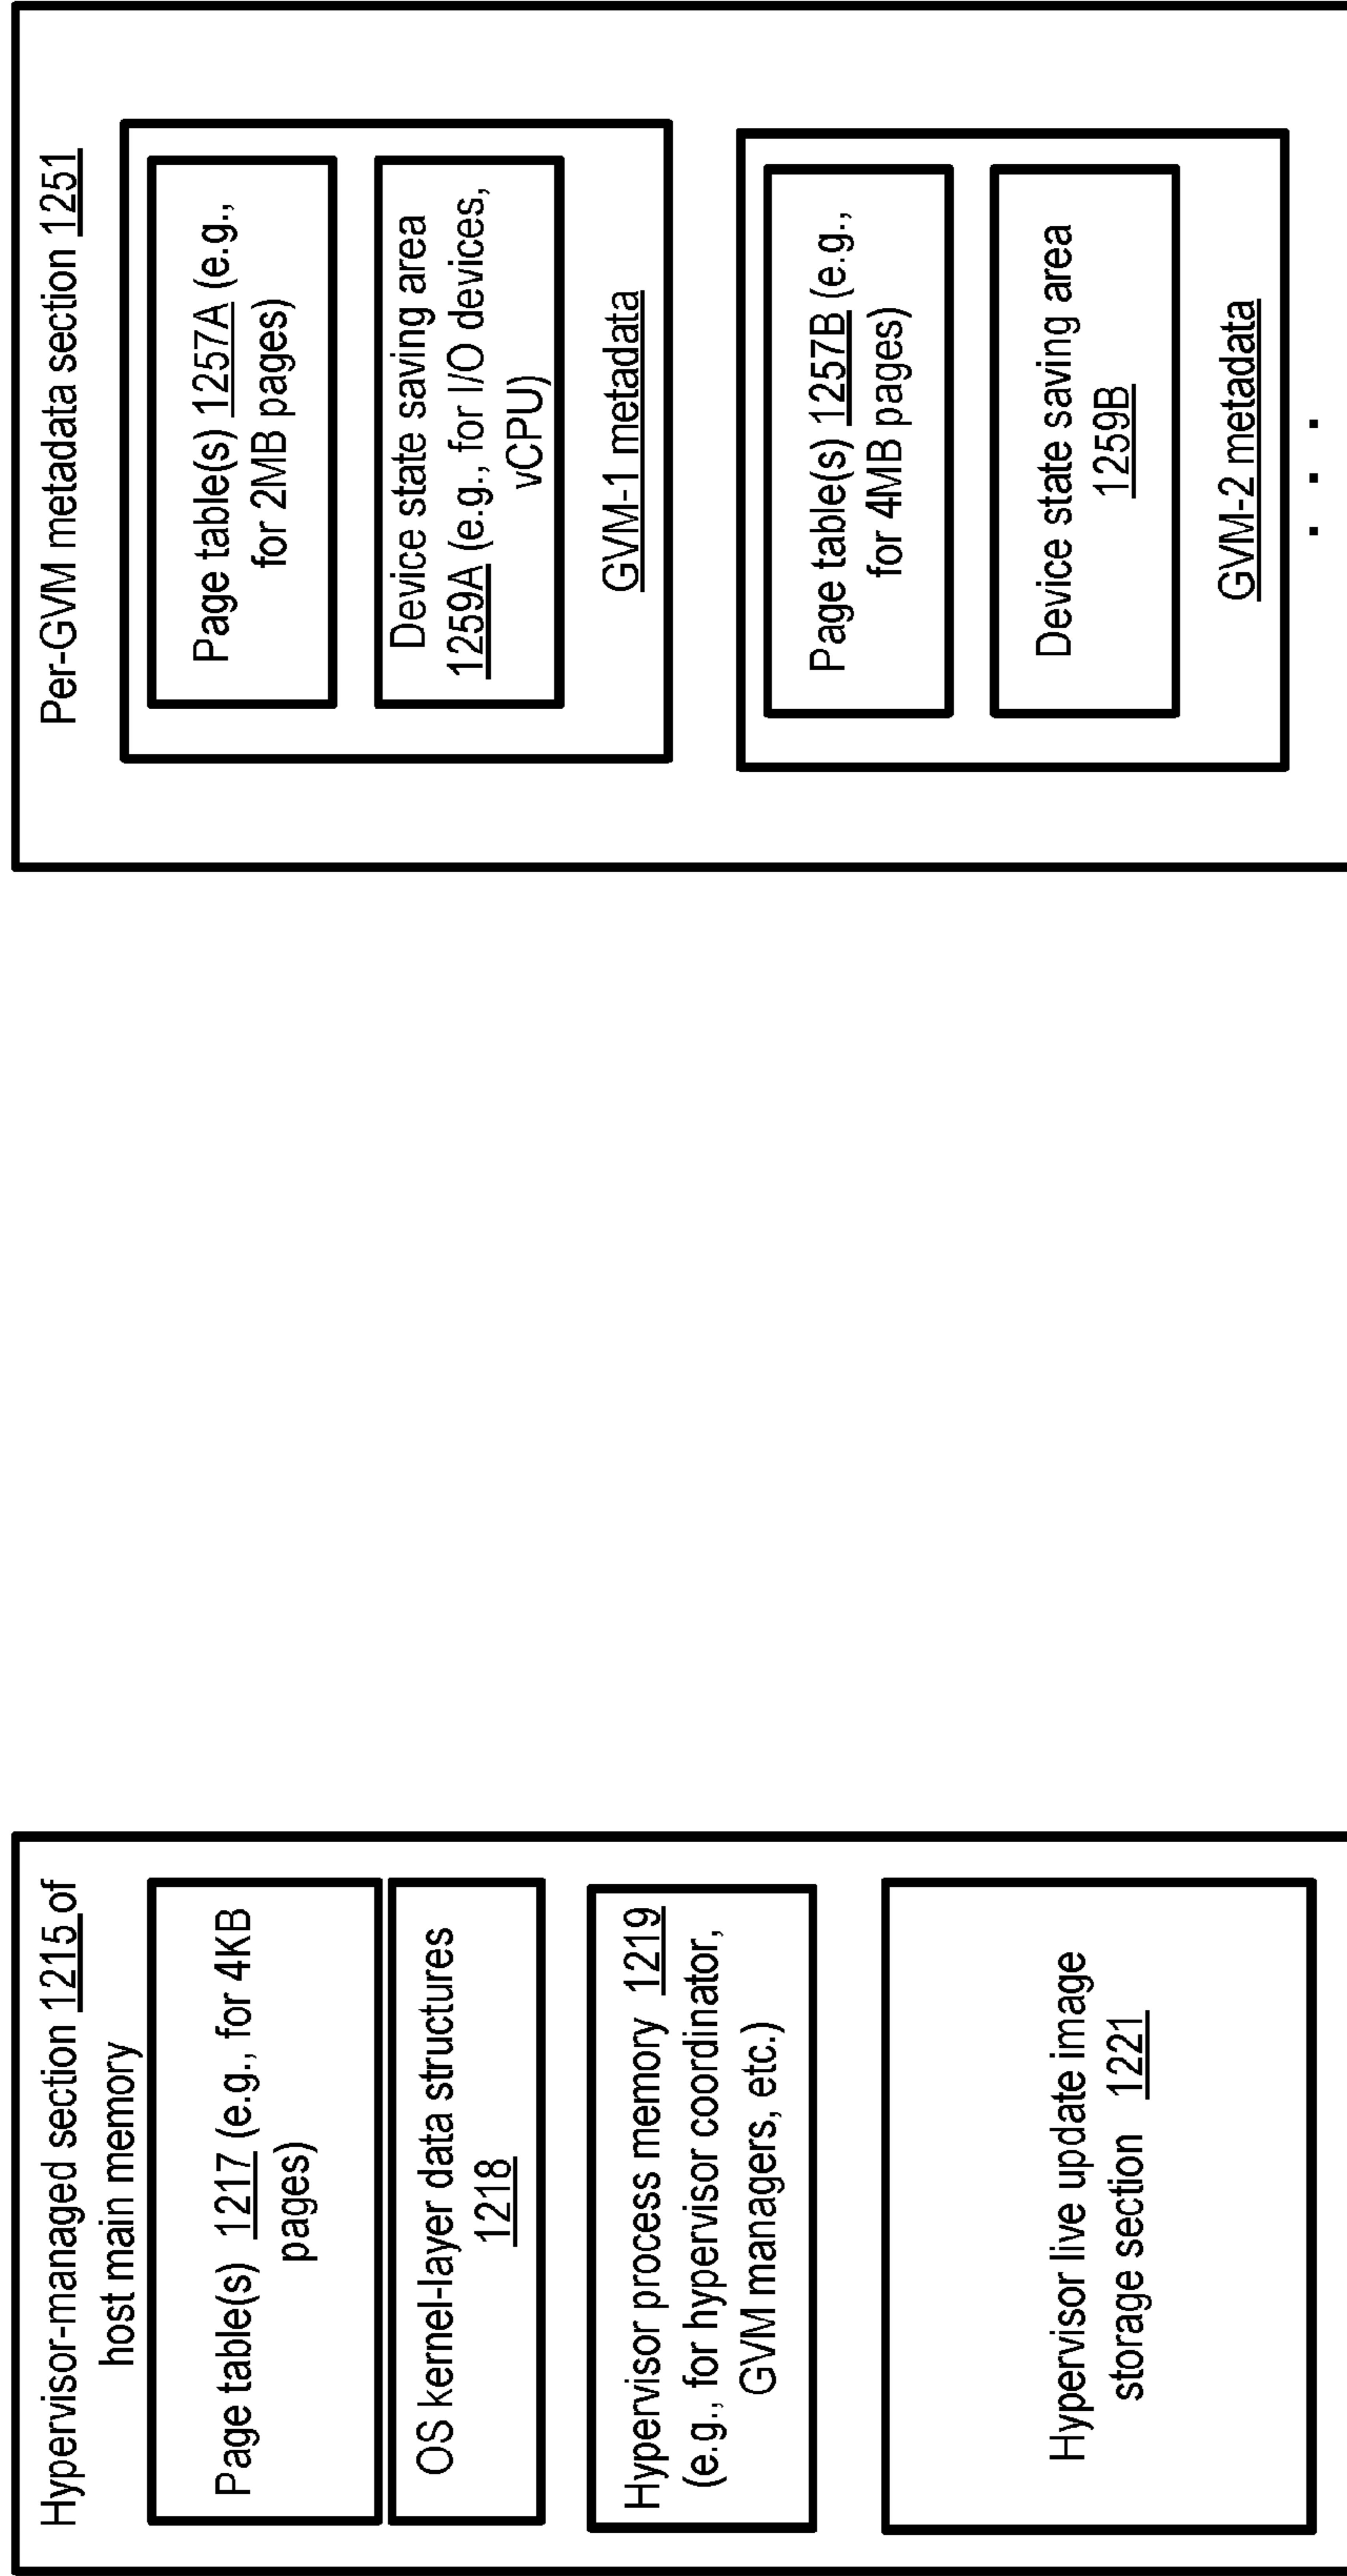 Hypervisor-managed section 1215 of
host main memory
Page table(s) 1217 (e.g., for 4KB
pages)
OS kernel-layer data structures
1218
Hypervisor process memory 1219
(e.g., for hypervisor coordinator,
GVM managers, etc.)
Hypervisor live update image
storage section 1221
Per-GVM metadata section 1251
Page table(s) 1257A (e.g.,
for 2MB pages)
Device state saving area
1259A (e.g., for I/O devices,
vCPU)
GVM-1 metadata
Page table(s) 1257B (e.g.,
for 4MB pages)
Device state saving area
1259B
GVM-2 metadata
. . .